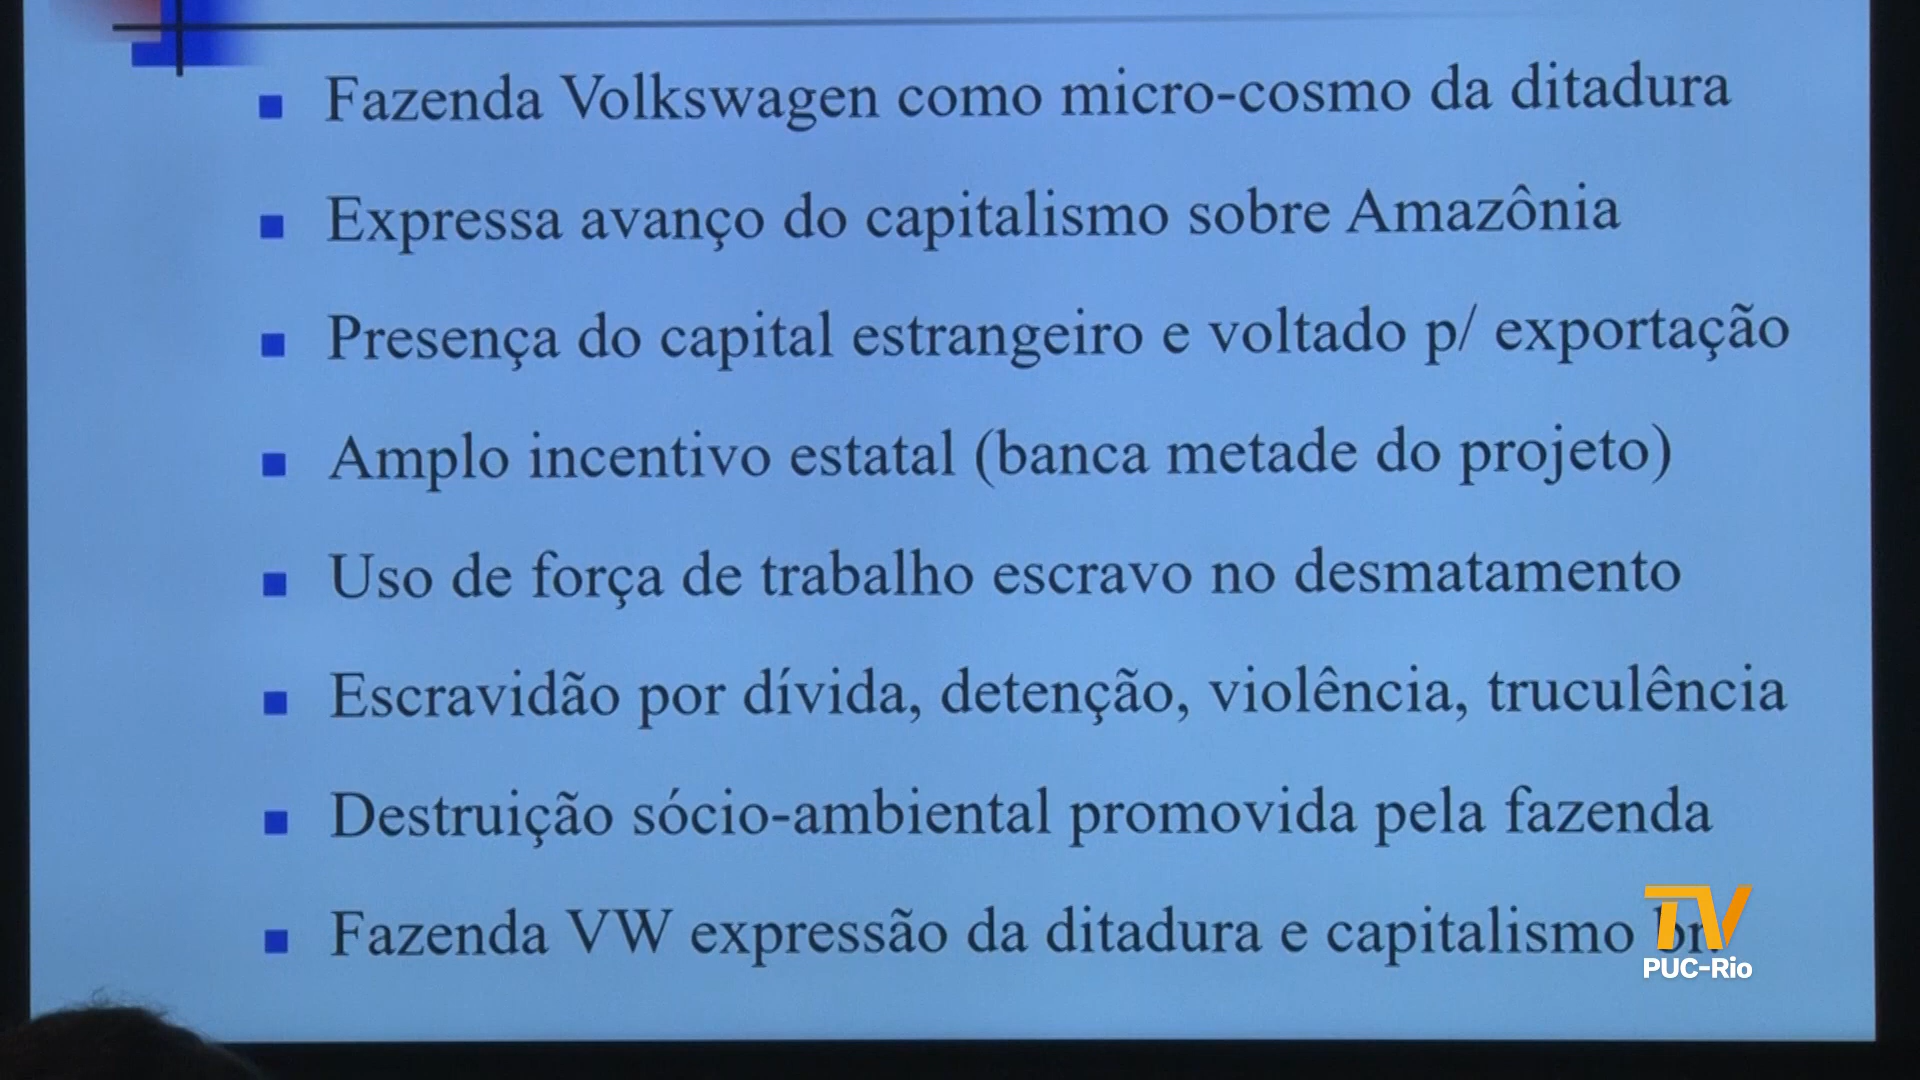 Fazenda Volkswagen como micro-cosmo da ditadura
Expressa avanço do capitalismo sobre Amazônia
Presença do capital estrangeiro e voltado p/ exportação
Amplo incentivo estatal (banca metade do projeto)
Uso de força de trabalho escravo no desmatamento
Escravidão por dívida, detenção, violência, truculência
Destruição sócio-ambiental promovida pela fazenda
Fazenda VW expressão da ditadura e capitalismo
TV
PUC-Rio